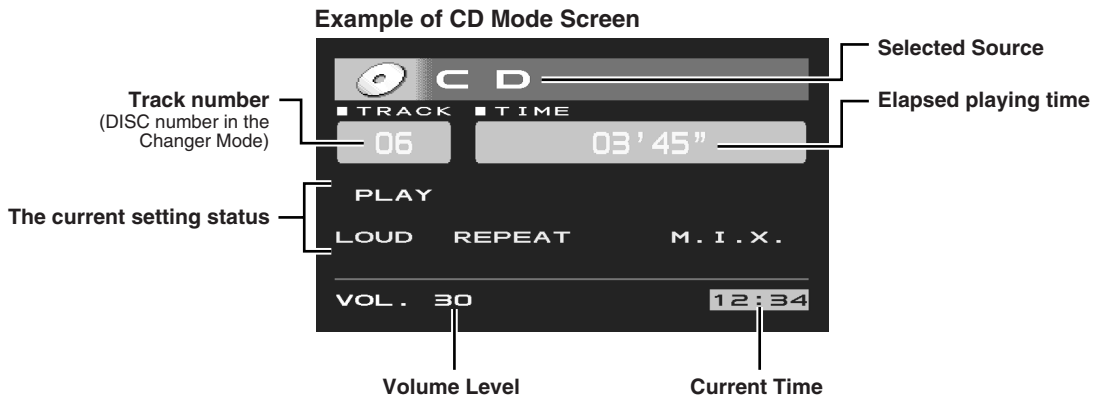 Example of CD Mode Screen
Selected Source
CD
Track number
(DISC number in the
Changer Mode)
TRACK
TIME
Elapsed playing time
06
03'45"
PLAY
The current setting status
LOUD REPEAT M.I.X.
VOL. 30
12:34
Volume Level
Current Time